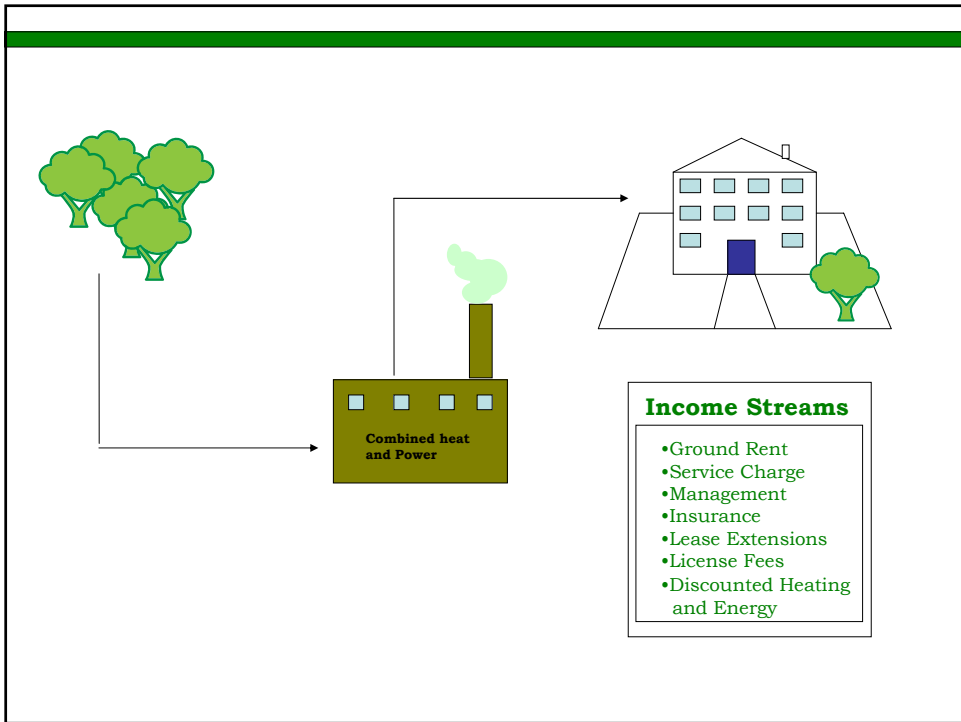 Combined heat
and Power
Income Streams
•Ground Rent
•Service Charge
•Management
•Insurance
•Lease Extensions
•License Fees
•Discounted Heating
and Energy